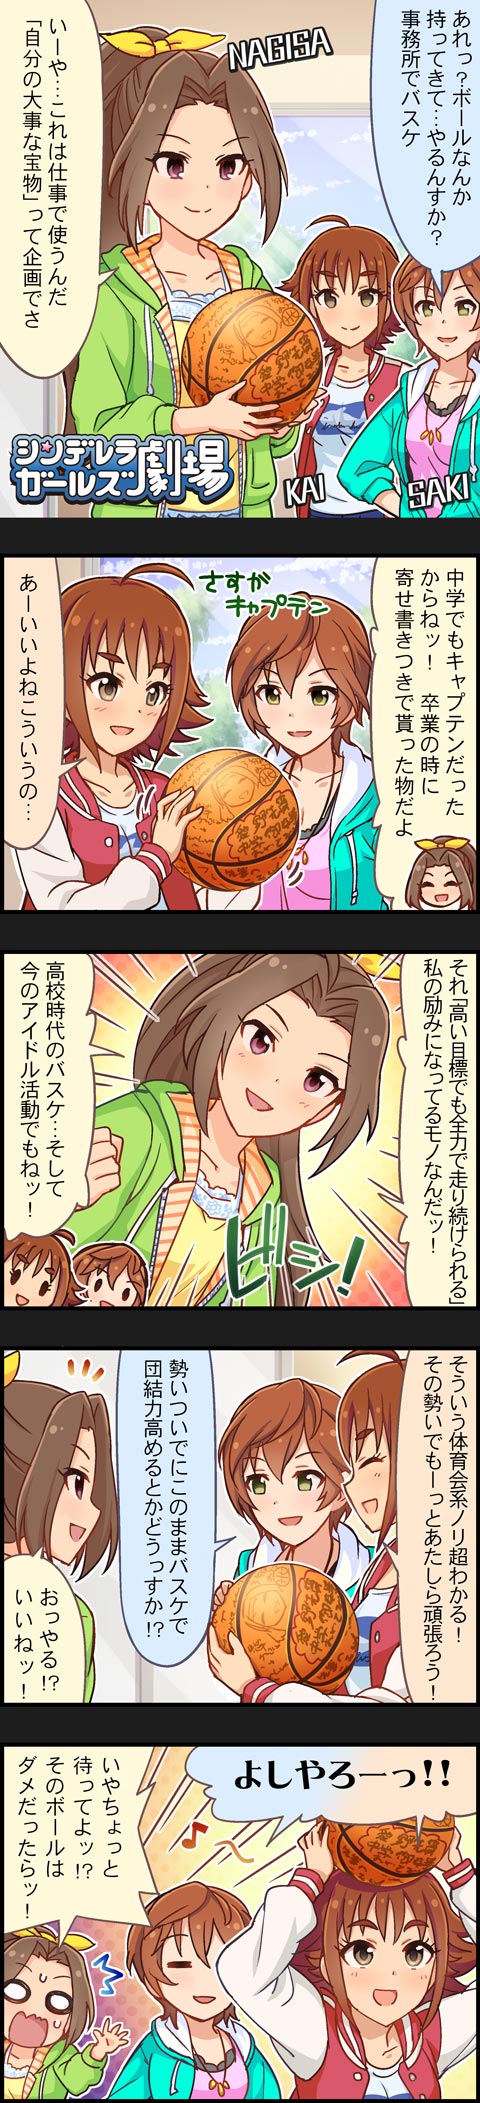 あれっ？ボールなんか
持ってきて…やるんすか？
事務所でバスケ
NAGISA
いーや…これは仕事で使うんだ
「自分の大事な宝物」って企画でさ
KAI
SAKI
シンデレラ
ガールズ劇場
中学でもキャプテンだった
からねッ！　卒業の時に
寄せ書きつきで貰った物だよ
さすが
キャプテン
あーいいよねこういうの…
それ「高い目標でも全力で走り続けられる」
私の励みになってるモノなんだッ！
高校時代のバスケ…そして
今のアイドル活動でもねッ！
ビシ！
そういう体育会系ノリ超わかる！
その勢いでもーっとあたしら頑張ろう！
勢いついでにこのままバスケで
団結力高めるとかどうっすか!?
おっやる!?
いいねッ！
よしやろーっ!!
いやちょっと
待ってよッ!?
そのボールは
ダメだったらッ！